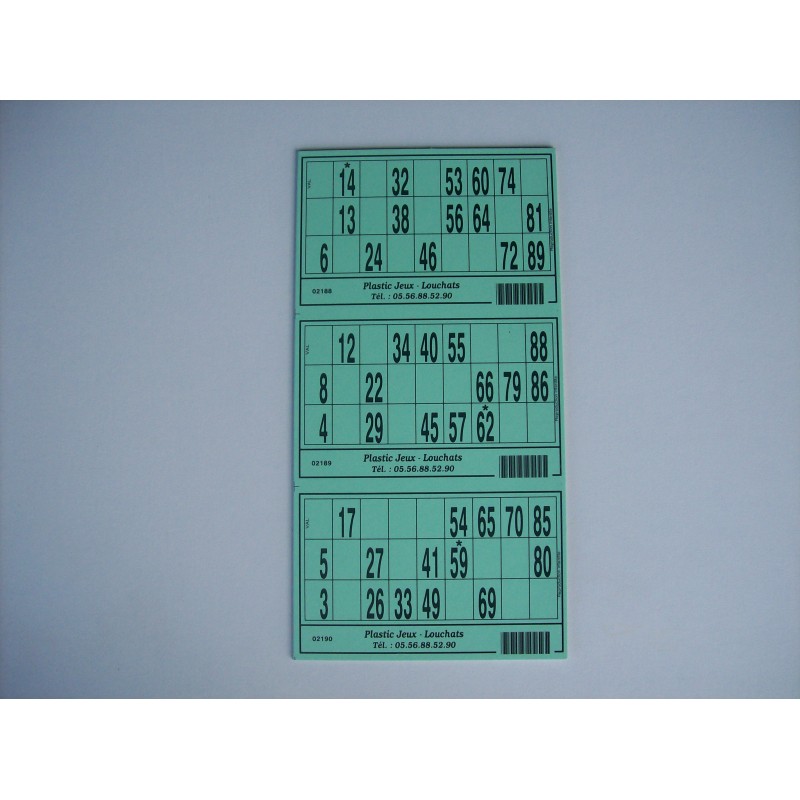 VAL 14 32 53 60 74
13 38 56 64 81
6 24 46 72 89
02188 Plastic Jeux - Louchats
Tél. : 05.56.88.52.90
VAL 12 34 40 55 88
8 22 66 79 86
4 29 45 57 62
02189 Plastic Jeux - Louchats
Tél. : 05.56.88.52.90
VAL 17 54 65 70 85
5 27 41 59 80
3 26 33 49 69
02190 Plastic Jeux - Louchats
Tél. : 05.56.88.52.90